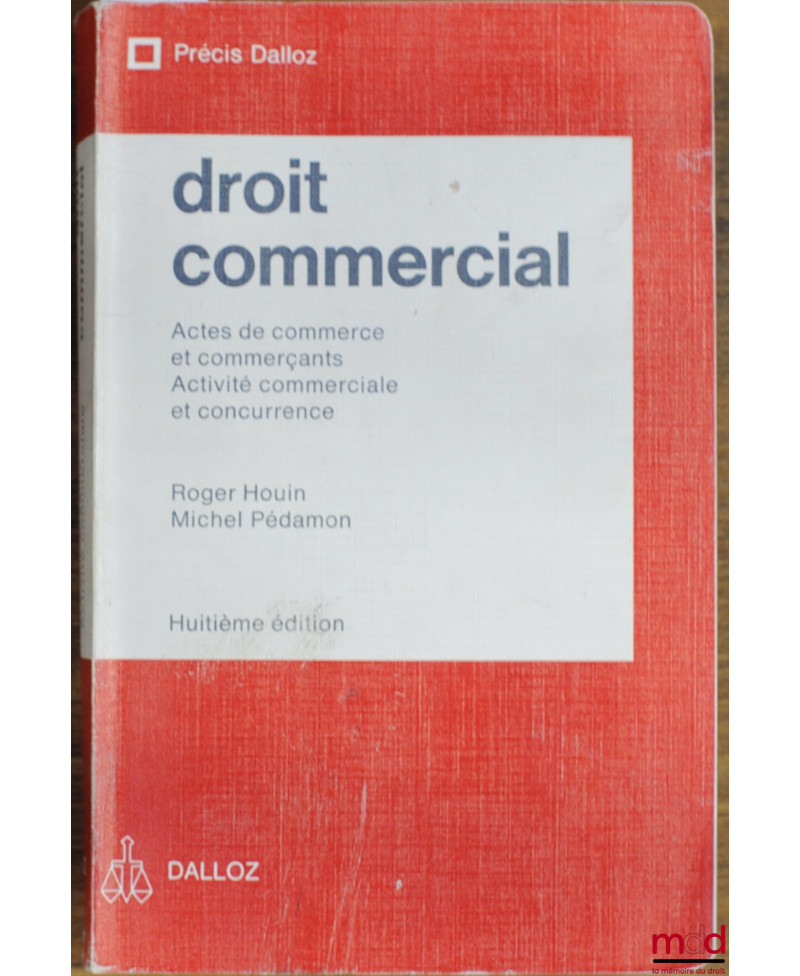 Précis Dalloz
droit
commercial
Actes de commerce
et commerçants
Activité commerciale
et concurrence
Roger Houin
Michel Pédamon
Huitième édition
DALLOZ
mdd
la mémoire du droit